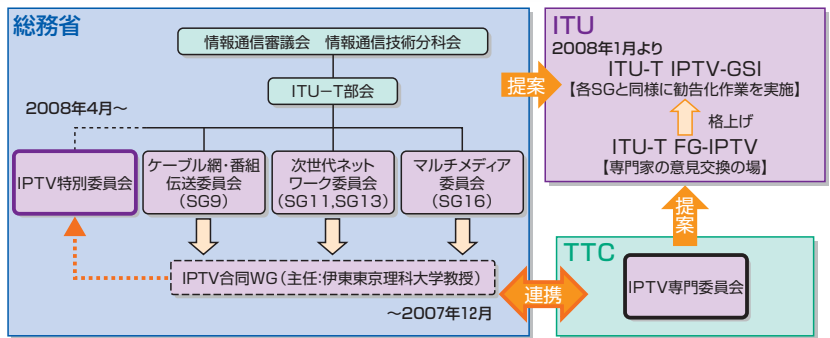 総務省
情報通信審議会 情報通信技術分科会
ITU−T部会
2008年4月〜
IPTV特別委員会
ケーブル網・番組
伝送委員会
（SG9）
次世代ネット
ワーク委員会
（SG11,SG13）
マルチメディア
委員会
（SG16）
IPTV合同WG（主任：伊東東京理科大学教授）
〜2007年12月
提案
ITU
2008年1月より
ITU-T IPTV-GSI
【各SGと同様に勧告化作業を実施】
格上げ
ITU-T FG-IPTV
【専門家の意見交換の場】
提案
連携
TTC
IPTV専門委員会